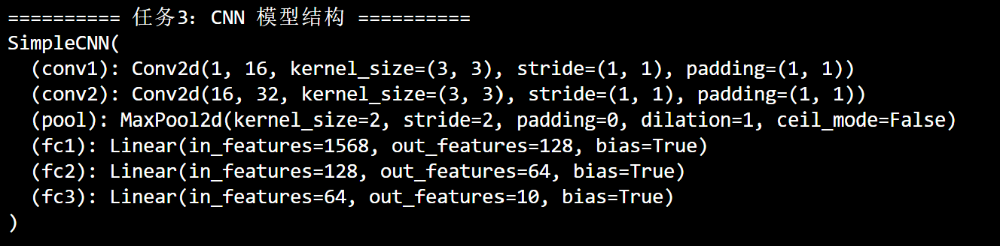 ========== 任务3：CNN 模型结构 ==========
SimpleCNN(
  (conv1): Conv2d(1, 16, kernel_size=(3, 3), stride=(1, 1), padding=(1, 1))
  (conv2): Conv2d(16, 32, kernel_size=(3, 3), stride=(1, 1), padding=(1, 1))
  (pool): MaxPool2d(kernel_size=2, stride=2, padding=0, dilation=1, ceil_mode=False)
  (fc1): Linear(in_features=1568, out_features=128, bias=True)
  (fc2): Linear(in_features=128, out_features=64, bias=True)
  (fc3): Linear(in_features=64, out_features=10, bias=True)
)